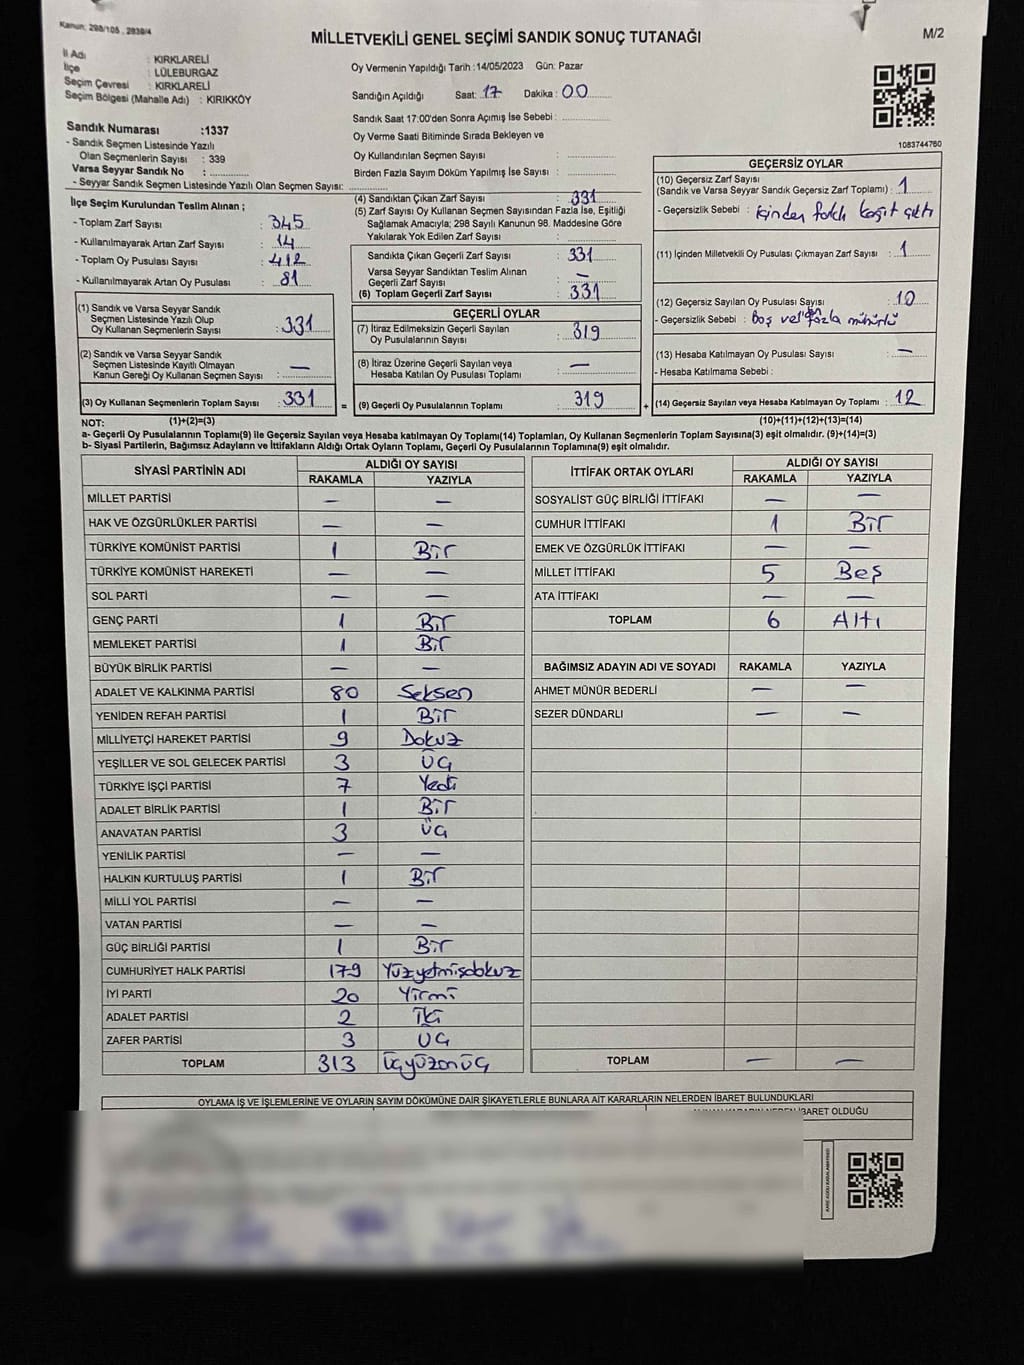 Kanun: 298/105 , 2839/4
MİLLETVEKİLİ GENEL SEÇİMİ SANDIK SONUÇ TUTANAĞI
M/2
İl Adı : KIRKLARELİ
İlçe : LÜLEBURGAZ
Seçim Çevresi : KIRKLARELİ
Seçim Bölgesi (Mahalle Adı) : KIRIKKÖY
Oy Vermenin Yapıldığı Tarih :14/05/2023 Gün: Pazar
Sandığın Açıldığı Saat: 17 Dakika : 00
Sandık Saat 17:00'den Sonra Açımış İse Sebebi :
Oy Verme Saati Bitiminde Sırada Bekleyen ve
Oy Kullandırılan Seçmen Sayısı :
Birden Fazla Sayım Döküm Yapılmış İse Sayısı :
1083744760
Sandık Numarası :1337
- Sandık Seçmen Listesinde Yazılı
Olan Seçmenlerin Sayısı : 339
Varsa Seyyar Sandık No :
- Seyyar Sandık Seçmen Listesinde Yazılı Olan Seçmen Sayısı:
İlçe Seçim Kurulundan Teslim Alınan ;
- Toplam Zarf Sayısı : 345
- Kullanılmayarak Artan Zarf Sayısı : 14
- Toplam Oy Pusulası Sayısı : 412
- Kullanılmayarak Artan Oy Pusulası : 81
(1) Sandık ve Varsa Seyyar Sandık
Seçmen Listesinde Yazılı Olup
Oy Kullanan Seçmenlerin Sayısı : 331
(2) Sandık ve Varsa Seyyar Sandık
Seçmen Listesinde Kayıtlı Olmayan
Kanun Gereği Oy Kullanan Seçmen Sayısı : —
(3) Oy Kullanan Seçmenlerin Toplam Sayısı : 331
(4) Sandıktan Çıkan Zarf Sayısı : 331
(5) Zarf Sayısı Oy Kullanan Seçmen Sayısından Fazla İse, Eşitliği
Sağlamak Amacıyla; 298 Sayılı Kanunun 98. Maddesine Göre
Yakılarak Yok Edilen Zarf Sayısı :
Sandıkta Çıkan Geçerli Zarf Sayısı : 331
Varsa Seyyar Sandıktan Teslim Alınan
Geçerli Zarf Sayısı : —
(6) Toplam Geçerli Zarf Sayısı : 331
GEÇERLİ OYLAR
(7) İtiraz Edilmeksizin Geçerli Sayılan
Oy Pusulalarının Sayısı : 319
(8) İtiraz Üzerine Geçerli Sayılan veya
Hesaba Katılan Oy Pusulası Toplamı : —
= (9) Geçerli Oy Pusulalarının Toplamı : 319
GEÇERSİZ OYLAR
(10) Geçersiz Zarf Sayısı
(Sandık ve Varsa Seyyar Sandık Geçersiz Zarf Toplamı) : 1
- Geçersizlik Sebebi : içinden farklı kağıt çıktı
(11) İçinden Milletvekili Oy Pusulası Çıkmayan Zarf Sayısı : 1
(12) Geçersiz Sayılan Oy Pusulası Sayısı : 10
- Geçersizlik Sebebi : Boş ve fazla mühürlü
(13) Hesaba Katılmayan Oy Pusulası Sayısı : —
- Hesaba Katılmama Sebebi :
+ (14) Geçersiz Sayılan veya Hesaba Katılmayan Oy Toplamı : 12
NOT: (1)+(2)=(3) (10)+(11)+(12)+(13)=(14)
a- Geçerli Oy Pusulalarının Toplamı(9) ile Geçersiz Sayılan veya Hesaba katılmayan Oy Toplamı(14) Toplamları, Oy Kullanan Seçmenlerin Toplam Sayısına(3) eşit olmalıdır. (9)+(14)=(3)
b- Siyasi Partilerin, Bağımsız Adayların ve İttifakların Aldığı Ortak Oyların Toplamı, Geçerli Oy Pusulalarının Toplamına(9) eşit olmalıdır.
SİYASİ PARTİNİN ADI ALDIĞI OY SAYISI
RAKAMLA YAZIYLA
MİLLET PARTİSİ — —
HAK VE ÖZGÜRLÜKLER PARTİSİ — —
TÜRKİYE KOMÜNİST PARTİSİ 1 Bir
TÜRKİYE KOMÜNİST HAREKETİ — —
SOL PARTİ — —
GENÇ PARTİ 1 Bir
MEMLEKET PARTİSİ 1 Bir
BÜYÜK BİRLİK PARTİSİ — —
ADALET VE KALKINMA PARTİSİ 80 Seksen
YENİDEN REFAH PARTİSİ 1 Bir
MİLLİYETÇİ HAREKET PARTİSİ 9 Dokuz
YEŞİLLER VE SOL GELECEK PARTİSİ 3 Üç
TÜRKİYE İŞÇİ PARTİSİ 7 Yedi
ADALET BİRLİK PARTİSİ 1 Bir
ANAVATAN PARTİSİ 3 Üç
YENİLİK PARTİSİ — —
HALKIN KURTULUŞ PARTİSİ 1 Bir
MİLLİ YOL PARTİSİ — —
VATAN PARTİSİ — —
GÜÇ BİRLİĞİ PARTİSİ 1 Bir
CUMHURİYET HALK PARTİSİ 179 Yüzyetmişdokuz
İYİ PARTİ 20 Yirmi
ADALET PARTİSİ 2 İki
ZAFER PARTİSİ 3 Üç
TOPLAM 313 Üçyüzonüç
İTTİFAK ORTAK OYLARI ALDIĞI OY SAYISI
RAKAMLA YAZIYLA
SOSYALİST GÜÇ BİRLİĞİ İTTİFAKI — —
CUMHUR İTTİFAKI 1 Bir
EMEK VE ÖZGÜRLÜK İTTİFAKI — —
MİLLET İTTİFAKI 5 Beş
ATA İTTİFAKI — —
TOPLAM 6 Altı
BAĞIMSIZ ADAYIN ADI VE SOYADI RAKAMLA YAZIYLA
AHMET MÜNÜR BEDERLİ — —
SEZER DÜNDARLI — —
TOPLAM — —
OYLAMA İŞ VE İŞLEMLERİNE VE OYLARIN SAYIM DÖKÜMÜNE DAİR ŞİKAYETLERLE BUNLARA AİT KARARLARIN NELERDEN İBARET BULUNDUKLARI
İBARET OLDUĞU